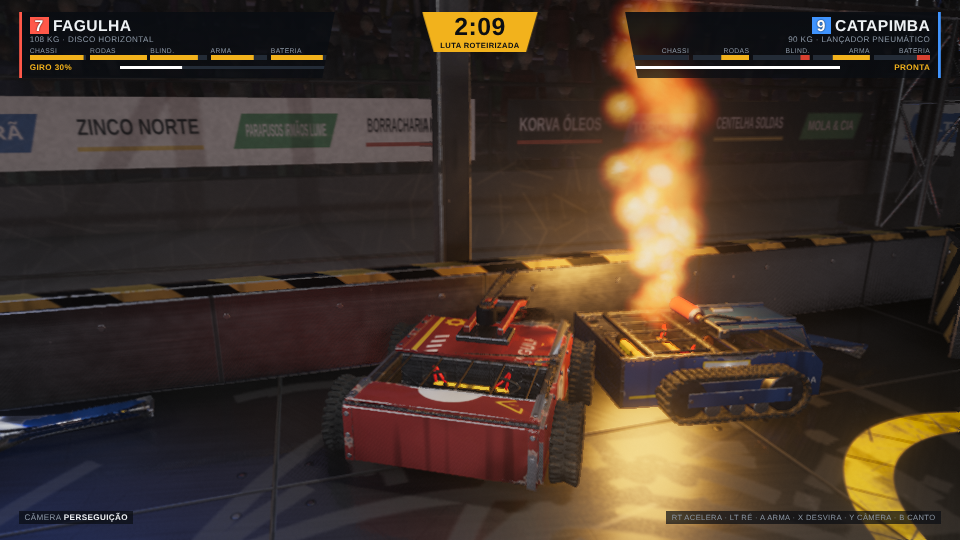 7 FAGULHA
108 KG · DISCO HORIZONTAL
CHASSI RODAS BLIND. ARMA BATERIA
GIRO 30%
2:09
LUTA ROTEIRIZADA
9 CATAPIMBA
90 KG · LANÇADOR PNEUMÁTICO
CHASSI RODAS BLIND. ARMA BATERIA
PRONTA
ZINCO NORTE
PARAFUSOS IRMÃOS LUME
BORRACHARIA
KORVA ÓLEOS
CENTELHA SOLDAS
MOLA & CIA
CÂMERA PERSEGUIÇÃO
RT ACELERA · LT RÉ · A ARMA · X DESVIRA · Y CÂMERA · B CANTO